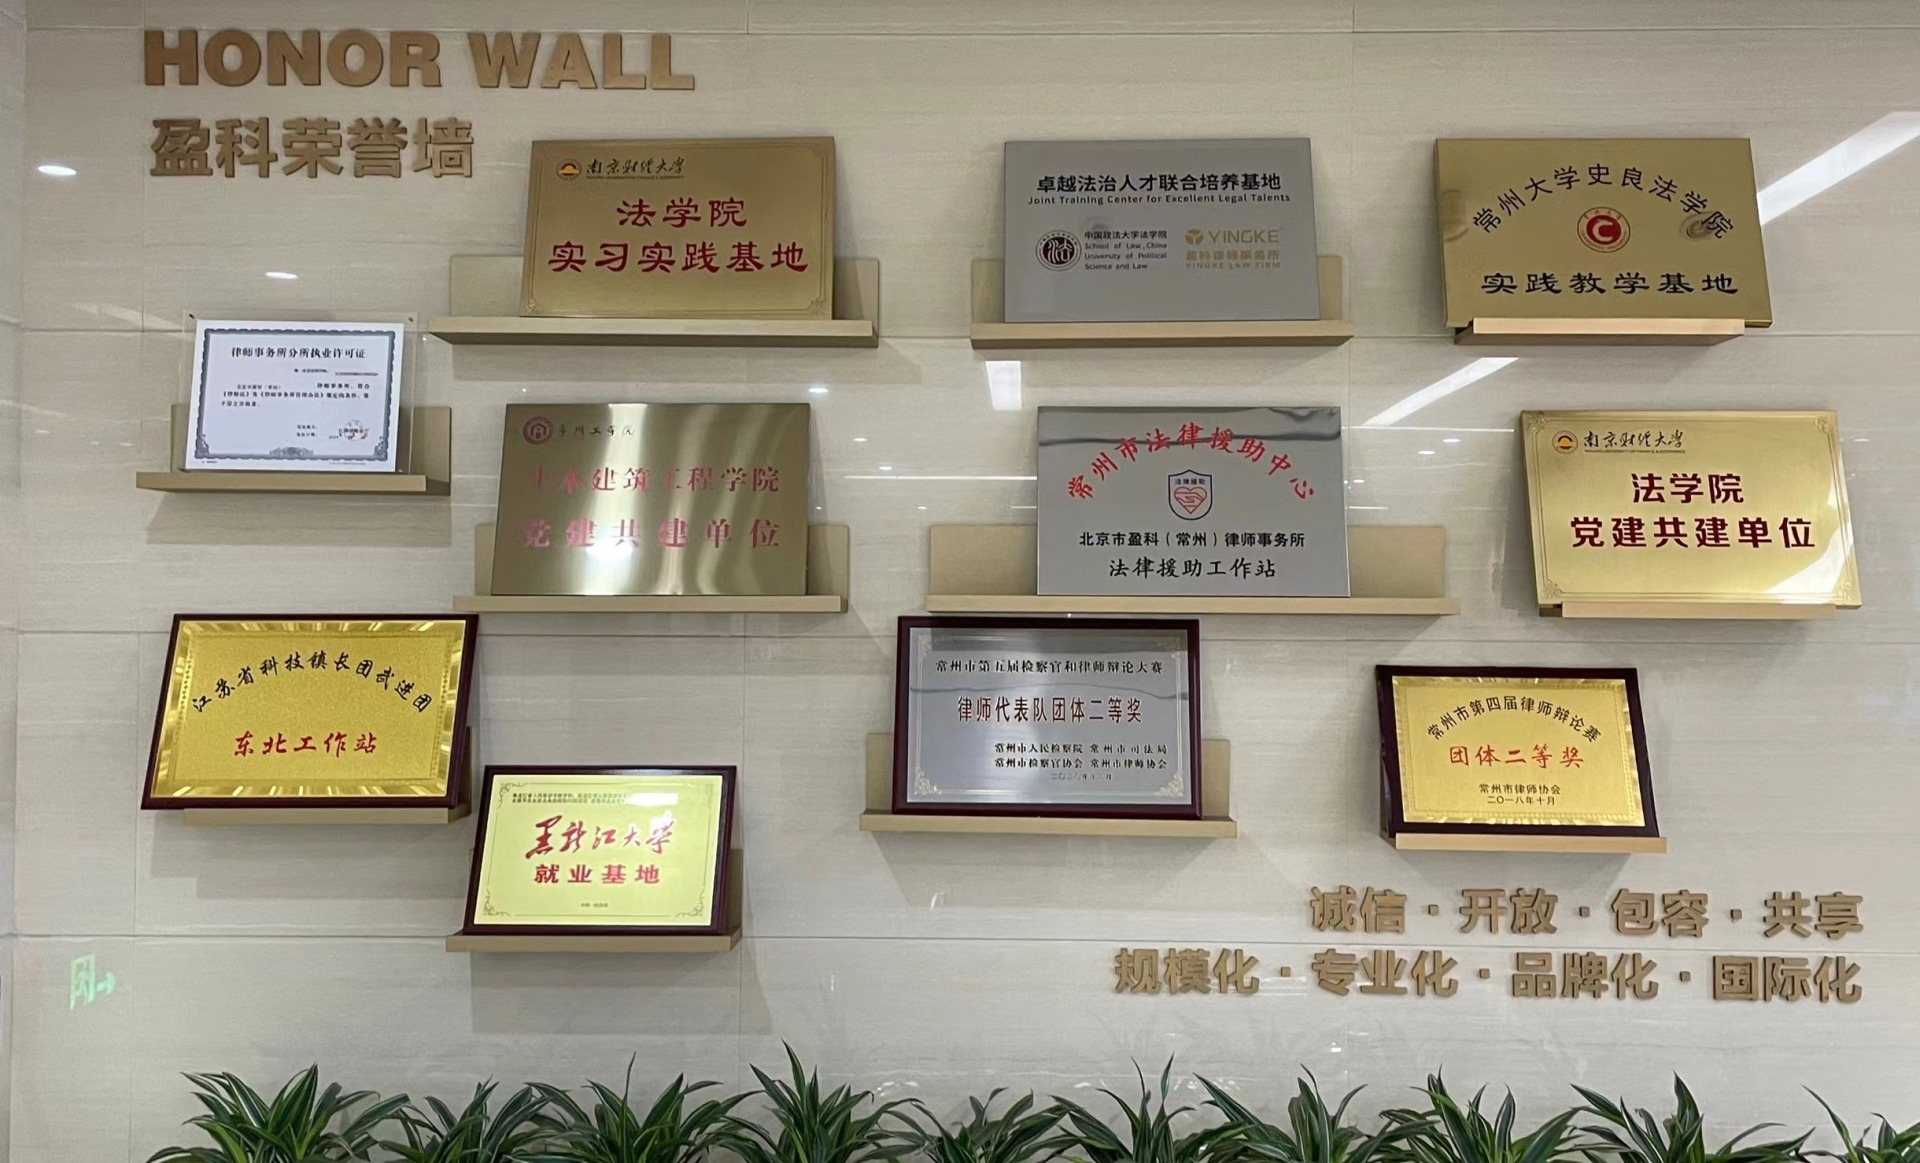 HONOR WALL
盈科荣誉墙
南京财经大学
法学院
实习实践基地
卓越法治人才联合培养基地
Joint Training Center for Excellent Legal Talents
中国政法大学法学院
School of Law, China
University of Political
Science and Law
YINGKE
盈科律师事务所
YINGKE LAW FIRM
常州大学史良法学院
实践教学基地
律师事务所分所执业许可证
常州工学院
土木建筑工程学院
党建共建单位
常州市法律援助中心
法律援助
北京市盈科（常州）律师事务所
法律援助工作站
南京财经大学
法学院
党建共建单位
江苏省科技镇长团武进团
东北工作站
黑龙江大学
就业基地
常州市第五届检察官和律师辩论大赛
律师代表队团体二等奖
常州市人民检察院 常州市司法局
常州市检察官协会 常州市律师协会
常州市第四届律师辩论赛
团体二等奖
常州市律师协会
二〇一八年十月
诚信·开放·包容·共享
规模化·专业化·品牌化·国际化